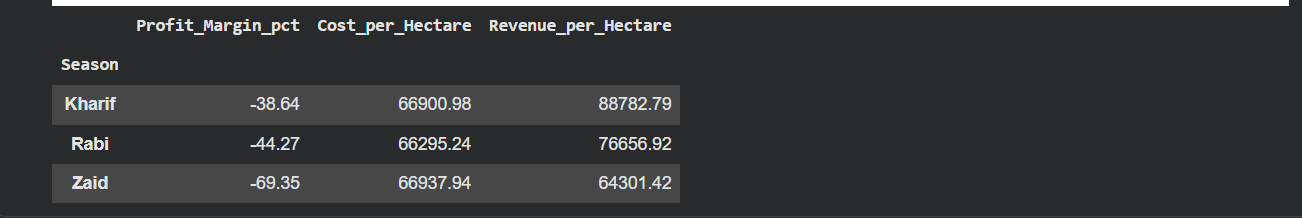 Profit_Margin_pct Cost_per_Hectare Revenue_per_Hectare
Season
Kharif -38.64 66900.98 88782.79
Rabi -44.27 66295.24 76656.92
Zaid -69.35 66937.94 64301.42